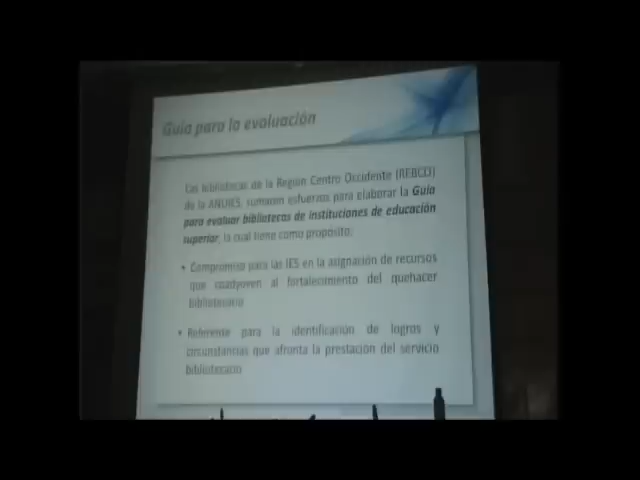 Guía para la evaluación
Las bibliotecas de la Región Centro Occidente (REBCO)
de la ANUIES, sumaron esfuerzos para elaborar la Guía
para evaluar bibliotecas de instituciones de educación
superior, la cual tiene como propósito:
• Compromiso para las IES en la asignación de recursos
que coadyuven al fortalecimiento del quehacer
bibliotecario
• Referente para la identificación de logros y
circunstancias que afronta la prestación del servicio
bibliotecario